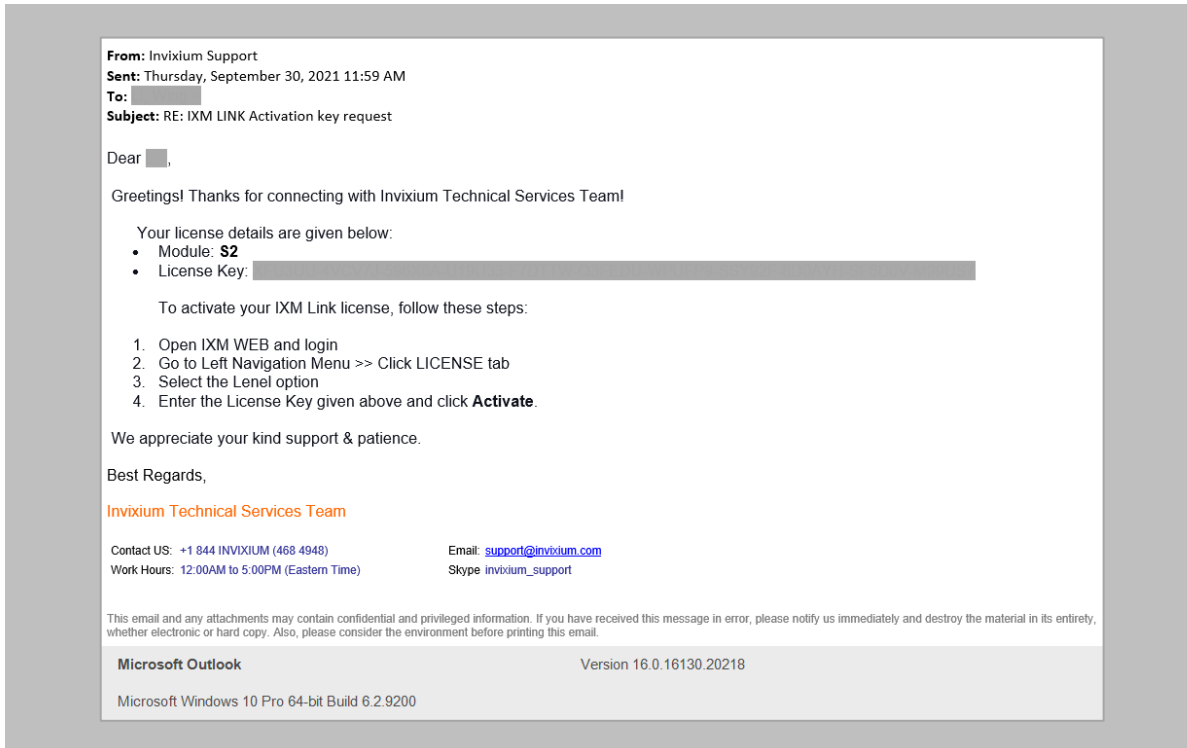 From: Invixium Support
Sent: Thursday, September 30, 2021 11:59 AM
To:
Subject: RE: IXM LINK Activation key request
Dear ,
Greetings! Thanks for connecting with Invixium Technical Services Team!
Your license details are given below:
• Module: S2
• License Key:
To activate your IXM Link license, follow these steps:
1. Open IXM WEB and login
2. Go to Left Navigation Menu >> Click LICENSE tab
3. Select the Lenel option
4. Enter the License Key given above and click Activate.
We appreciate your kind support & patience.
Best Regards,
Invixium Technical Services Team
Contact US: +1 844 INVIXIUM (468 4948) Email: support@invixium.com
Work Hours: 12:00AM to 5:00PM (Eastern Time) Skype invixium_support
This email and any attachments may contain confidential and privileged information. If you have received this message in error, please notify us immediately and destroy the material in its entirety,
whether electronic or hard copy. Also, please consider the environment before printing this email.
Microsoft Outlook Version 16.0.16130.20218
Microsoft Windows 10 Pro 64-bit Build 6.2.9200